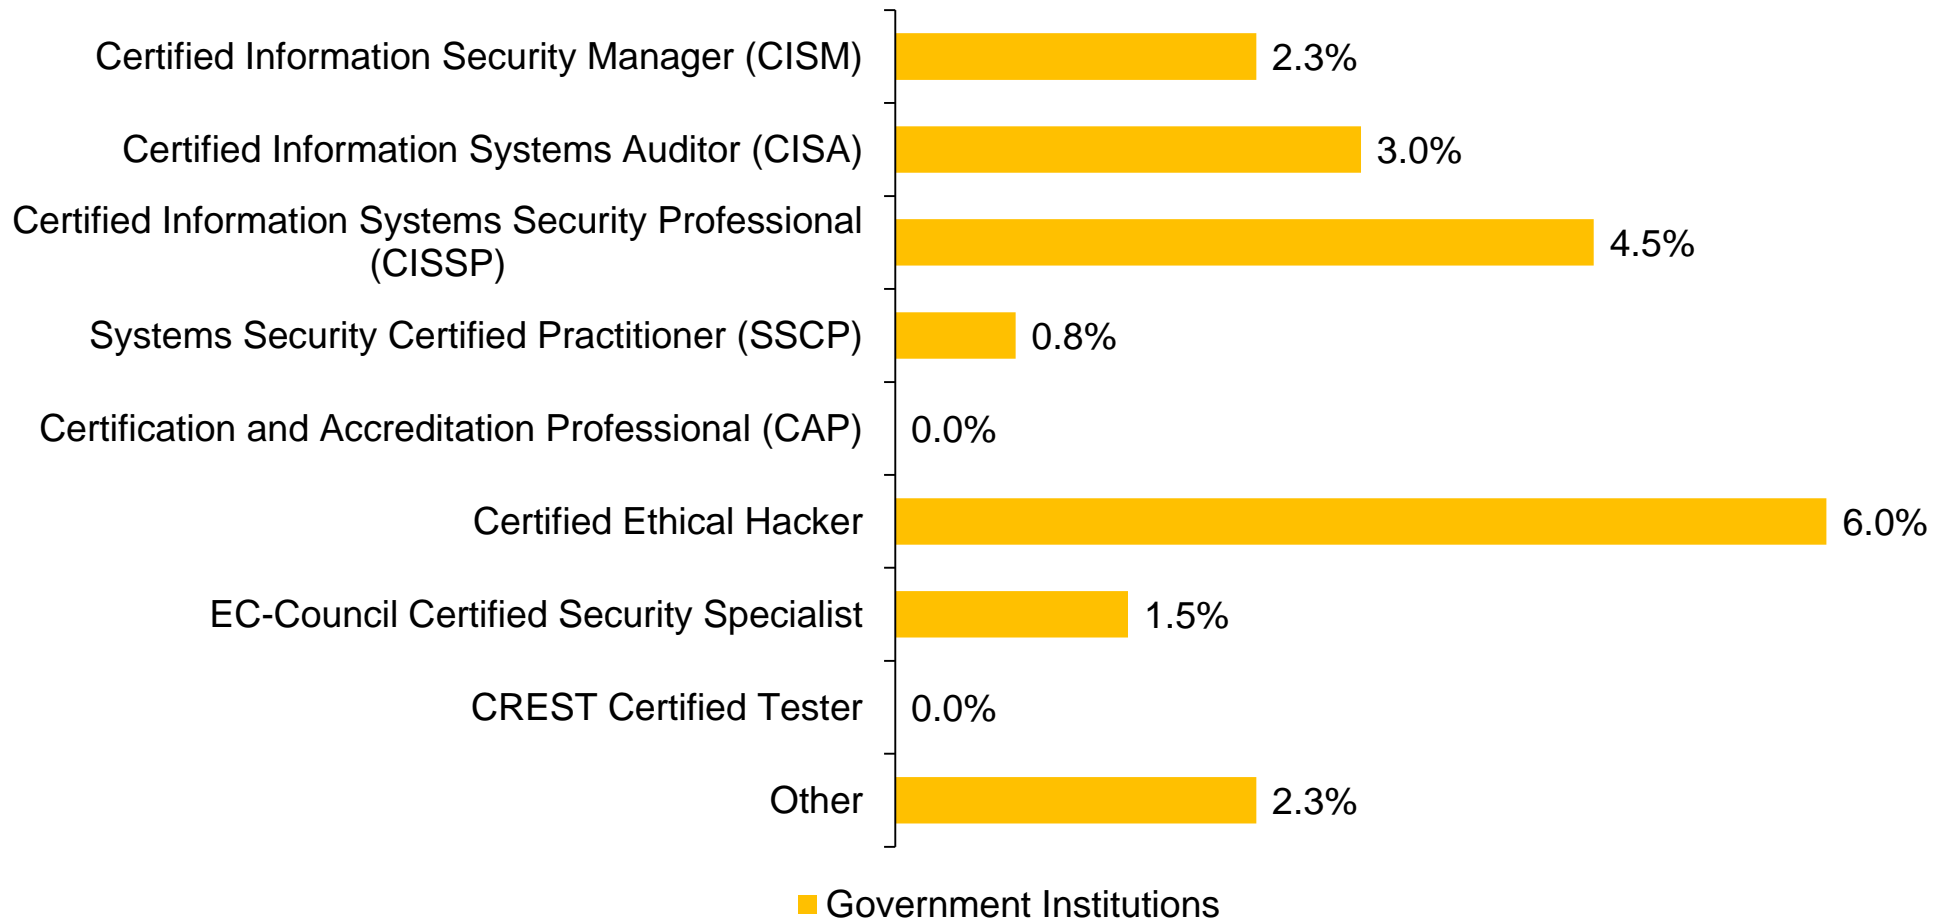 Certified Information Security Manager (CISM)
2.3%
Certified Information Systems Auditor (CISA)
3.0%
Certified Information Systems Security Professional
(CISSP)
4.5%
Systems Security Certified Practitioner (SSCP)
0.8%
Certification and Accreditation Professional (CAP)
0.0%
Certified Ethical Hacker
6.0%
EC-Council Certified Security Specialist
1.5%
CREST Certified Tester
0.0%
Other
2.3%
Government Institutions